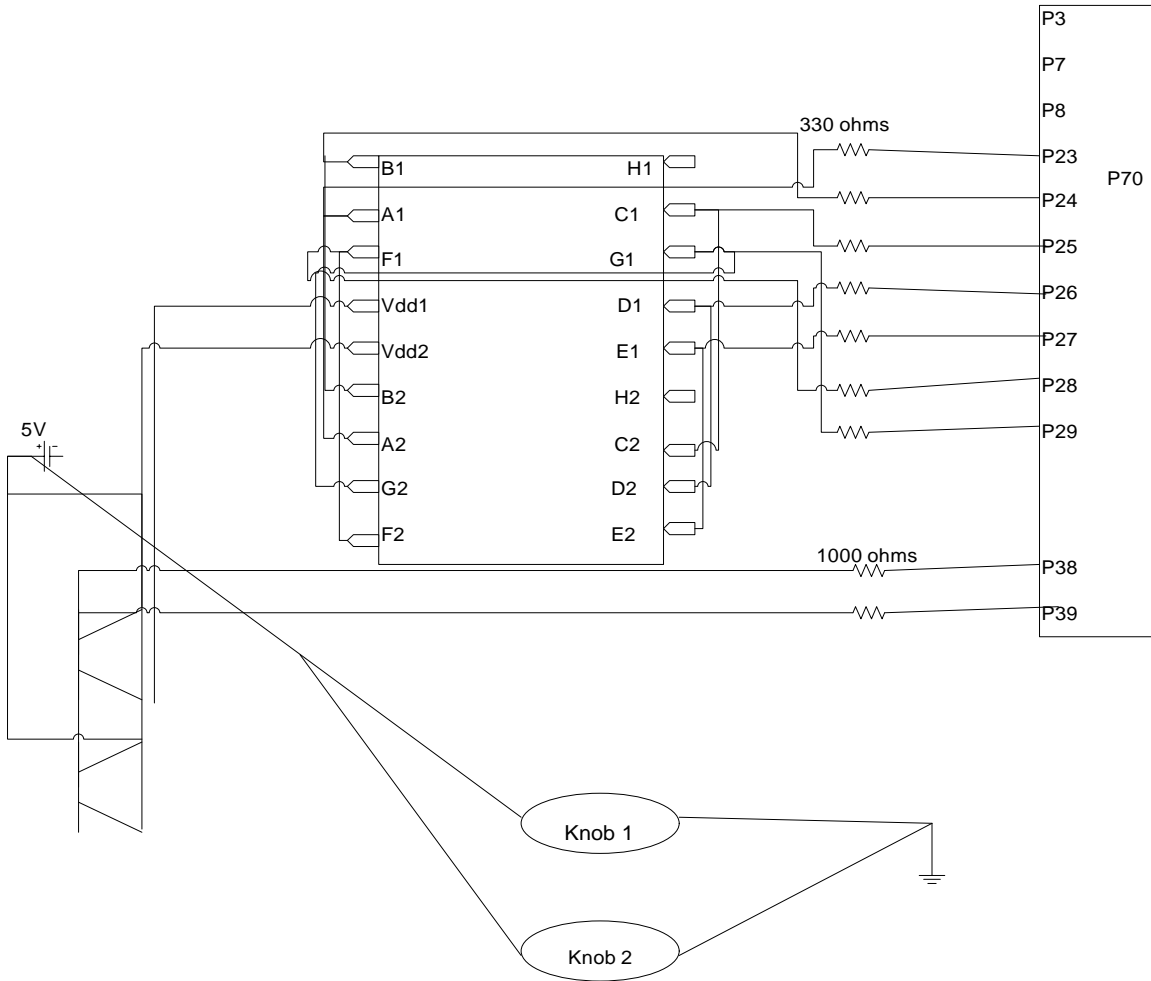 P3
P7
P8
330 ohms
P23
P70
P24
P25
P26
P27
P28
P29
B1
H1
A1
C1
F1
G1
Vdd1
D1
Vdd2
E1
B2
H2
A2
C2
G2
D2
F2
E2
5V
+ -
1000 ohms
P38
P39
Knob 1
Knob 2